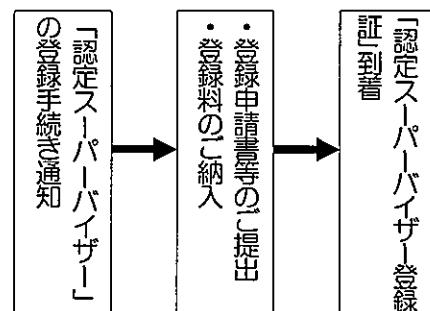 「認定スーパーバイザー」
の登録手続き通知
・登録申請書等のご提出
・登録料のご納入
「認定スーパーバイザー登録
証」到着